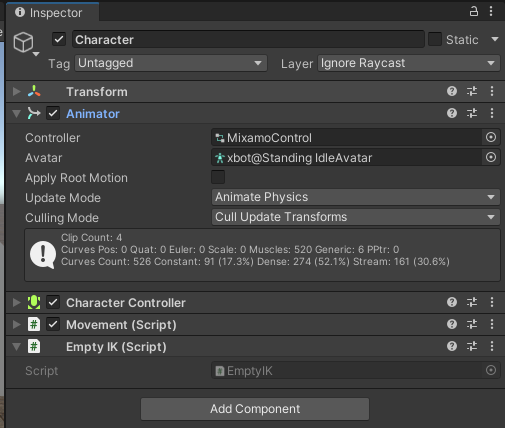 Inspector
Character
Static
Tag Untagged Layer Ignore Raycast
Transform
Animator
Controller MixamoControl
Avatar xbot@Standing IdleAvatar
Apply Root Motion
Update Mode Animate Physics
Culling Mode Cull Update Transforms
Clip Count: 4
Curves Pos: 0 Quat: 0 Euler: 0 Scale: 0 Muscles: 520 Generic: 6 PPtr: 0
Curves Count: 526 Constant: 91 (17.3%) Dense: 274 (52.1%) Stream: 161 (30.6%)
Character Controller
# Movement (Script)
# Empty IK (Script)
Script # EmptyIK
Add Component